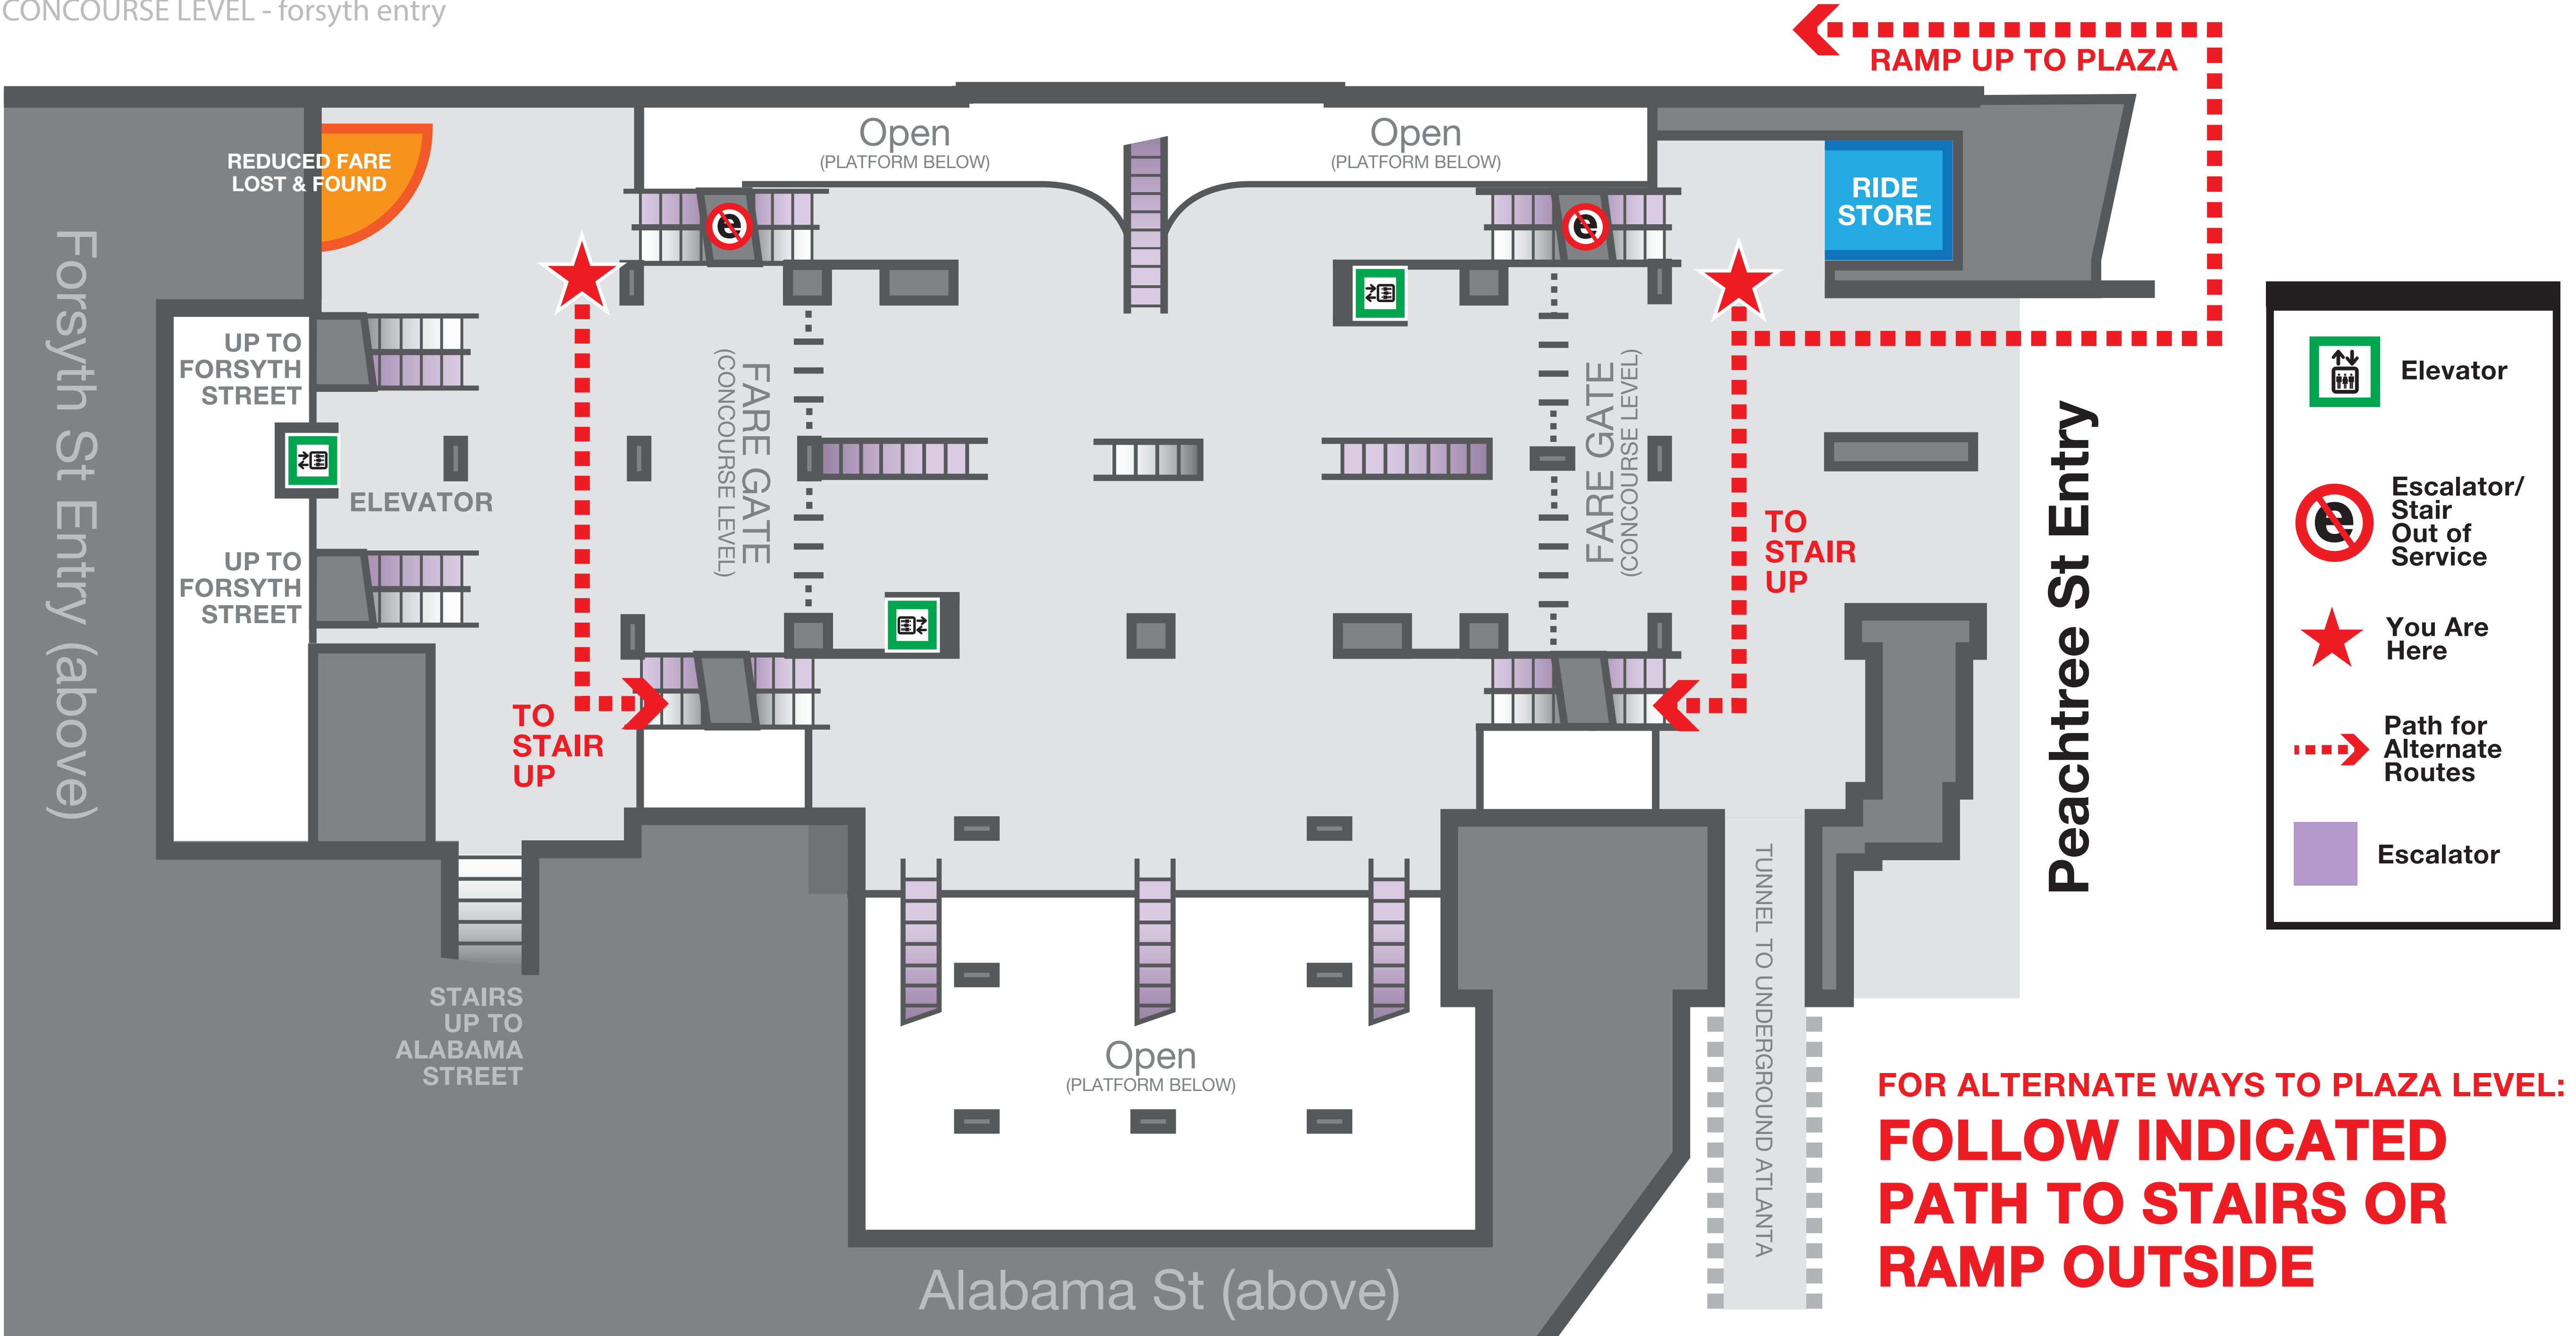 CONCOURSE LEVEL - forsyth entry
RAMP UP TO PLAZA
Open
(PLATFORM BELOW)
Open
(PLATFORM BELOW)
REDUCED FARE
LOST & FOUND
RIDE
STORE
e
e
Forsyth St Entry (above)
UP TO
FORSYTH
STREET
ELEVATOR
UP TO
FORSYTH
STREET
FARE GATE
(CONCOURSE LEVEL)
FARE GATE
(CONCOURSE LEVEL)
TO
STAIR
UP
TO
STAIR
UP
Peachtree St Entry
Elevator
e
Escalator/
Stair
Out of
Service
You Are
Here
Path for
Alternate
Routes
Escalator
STAIRS
UP TO
ALABAMA
STREET
Open
(PLATFORM BELOW)
TUNNEL TO UNDERGROUND ATLANTA
Alabama St (above)
FOR ALTERNATE WAYS TO PLAZA LEVEL:
FOLLOW INDICATED
PATH TO STAIRS OR
RAMP OUTSIDE